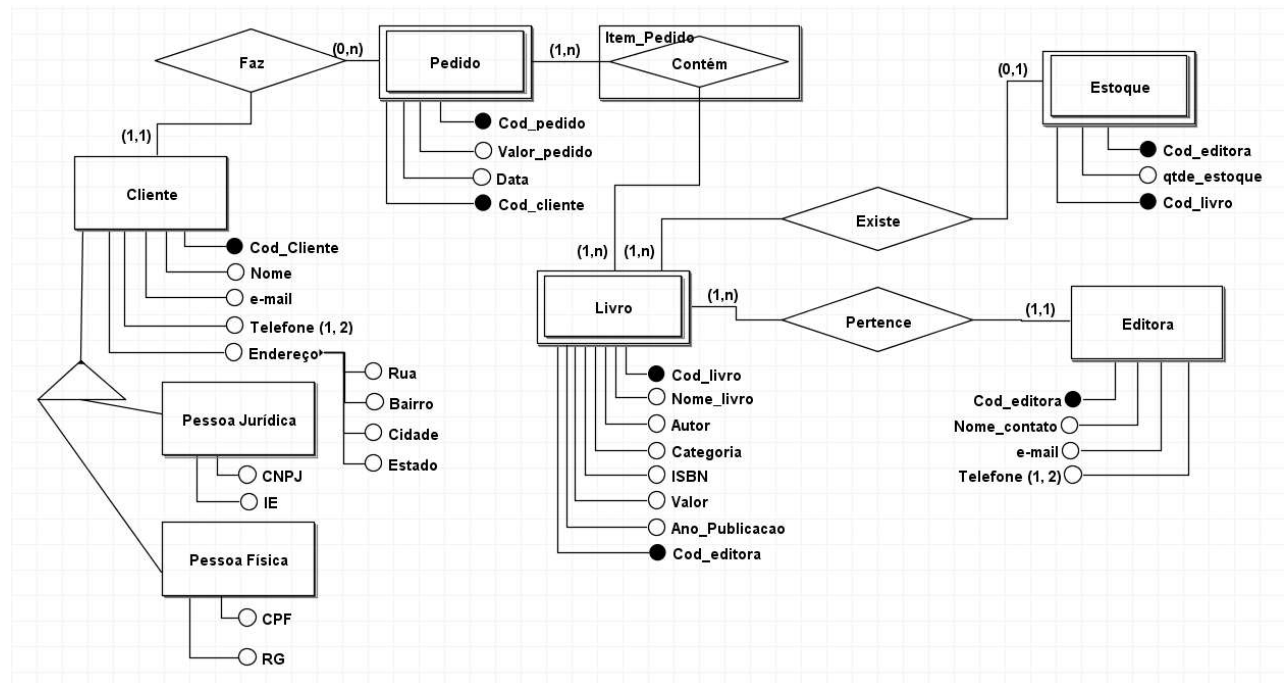 Faz
(0,n)
Pedido
(1,n)
Item_Pedido
Contém
(0,1)
Estoque
Cod_pedido
Valor_pedido
Data
Cod_cliente
Cod_editora
qtde_estoque
Cod_livro
(1,1)
Cliente
Cod_Cliente
Nome
e-mail
Telefone (1, 2)
Endereço
Rua
Bairro
Cidade
Estado
Existe
(1,n)
(1,n)
Livro
(1,n)
Pertence
(1,1)
Editora
Cod_livro
Nome_livro
Autor
Categoria
ISBN
Valor
Ano_Publicacao
Cod_editora
Cod_editora
Nome_contato
e-mail
Telefone (1, 2)
Pessoa Jurídica
CNPJ
IE
Pessoa Física
CPF
RG